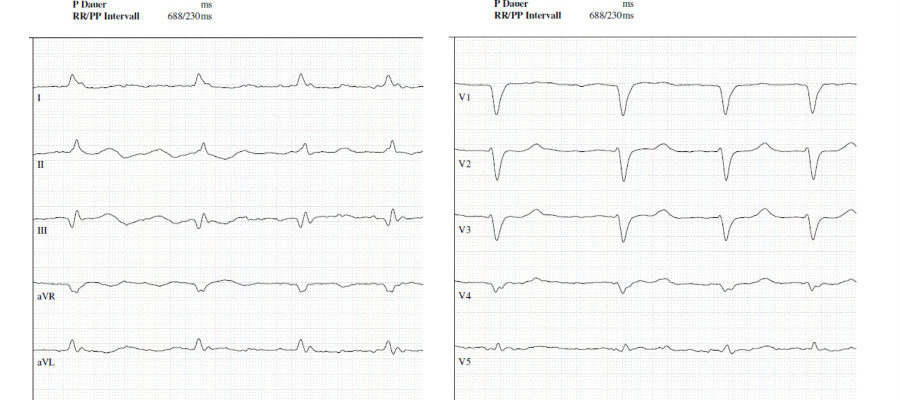 P Dauer ms
RR/PP Intervall 688/230ms
I
II
III
aVR
aVL
P Dauer ms
RR/PP Intervall 688/230ms
V1
V2
V3
V4
V5